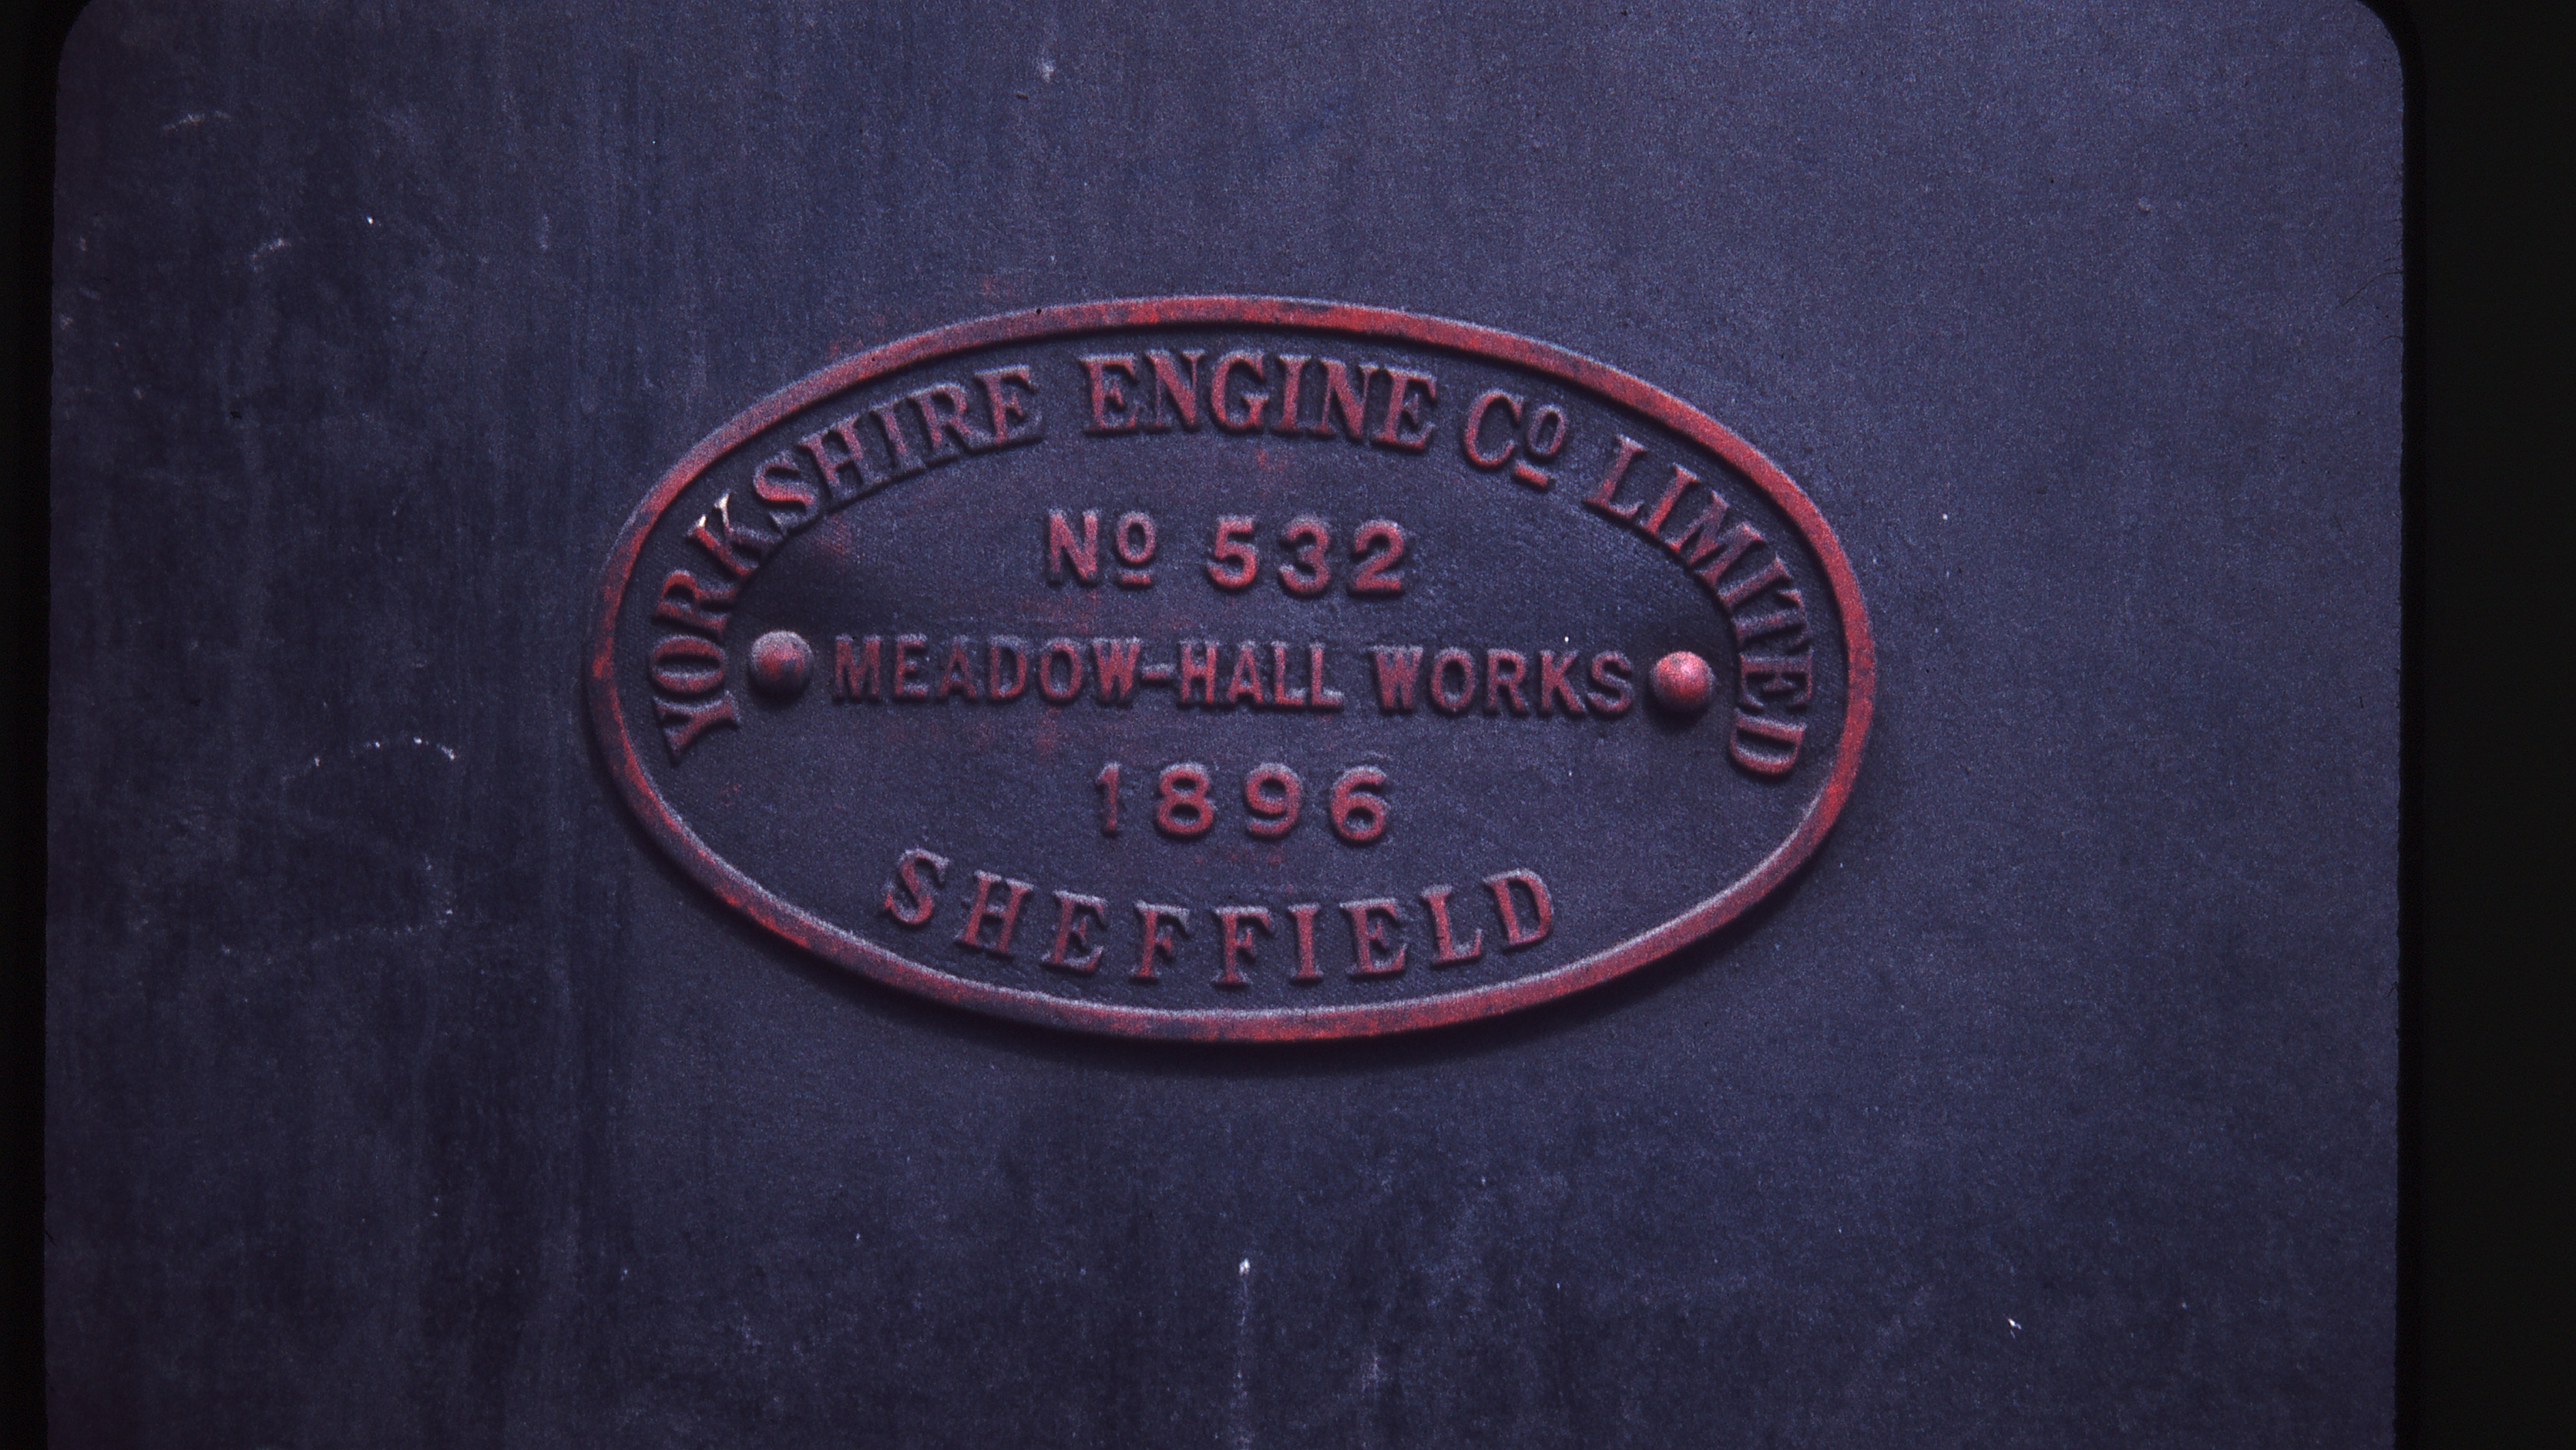 YORKSHIRE ENGINE Cº LIMITED
Nº 532
MEADOW-HALL WORKS
1896
SHEFFIELD